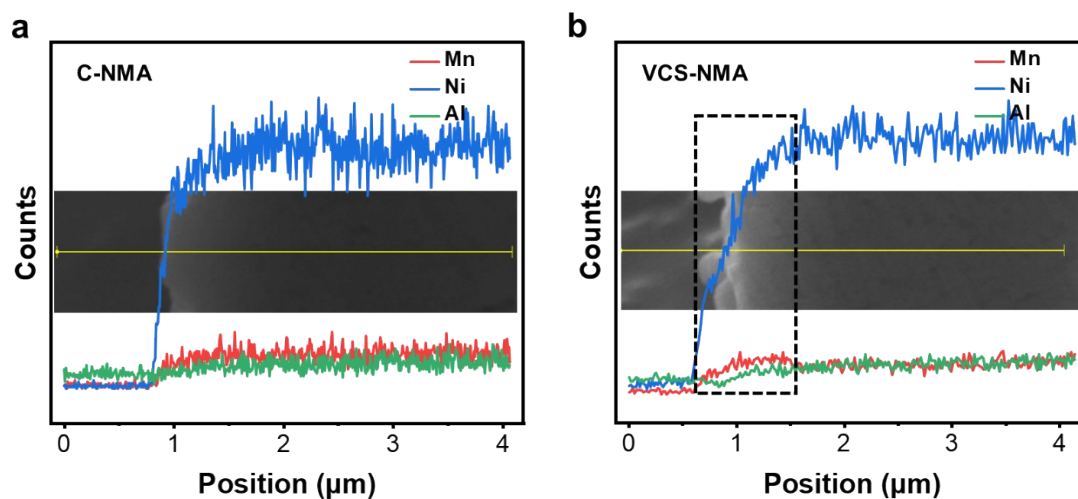 a
C-NMA
Mn
Ni
Al
Counts
0 1 2 3 4
Position (μm)
b
VCS-NMA
Mn
Ni
Al
Counts
0 1 2 3 4
Position (μm)